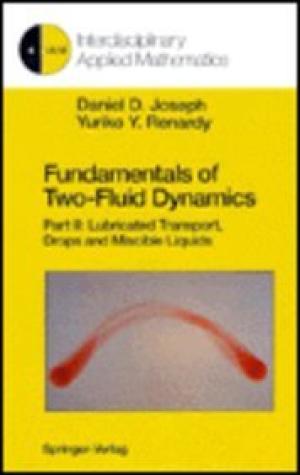 Interdisciplinary
Applied Mathematics
Daniel D. Joseph
Yuriko Y. Renardy
Fundamentals of
Two-Fluid Dynamics
Part II: Lubricated Transport,
Drops and Miscible Liquids
Springer-Verlag